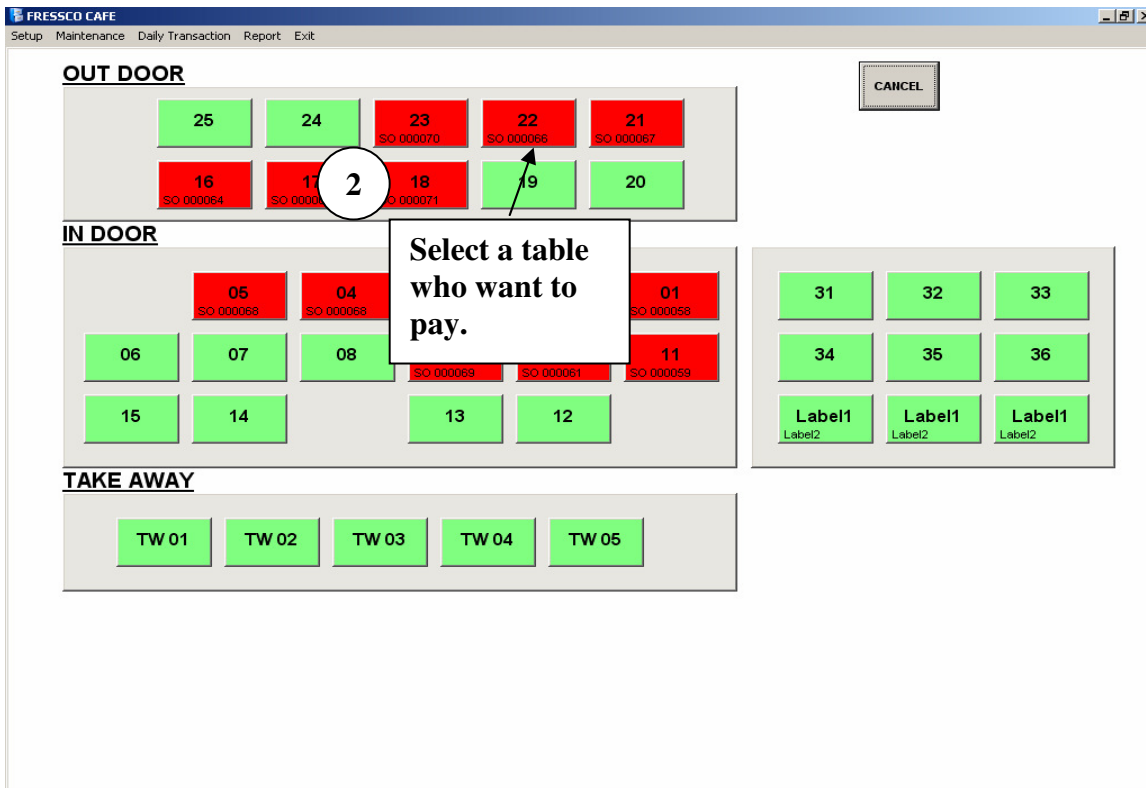 FRESSCO CAFE
Setup Maintenance Daily Transaction Report Exit
OUT DOOR
CANCEL
25 24 23 22 21
SO 000070 SO 000066 SO 000067
16 2 18 19 20
SO 000064 000071
IN DOOR
Select a table
who want to
pay.
05 04 01 31 32 33
SO 000068 SO 000068 SO 000058
06 07 08 11 34 35 36
SO 000069 SO 000061 SO 000059
15 14 13 12 Label1 Label1 Label1
Label2 Label2 Label2
TAKE AWAY
TW 01 TW 02 TW 03 TW 04 TW 05